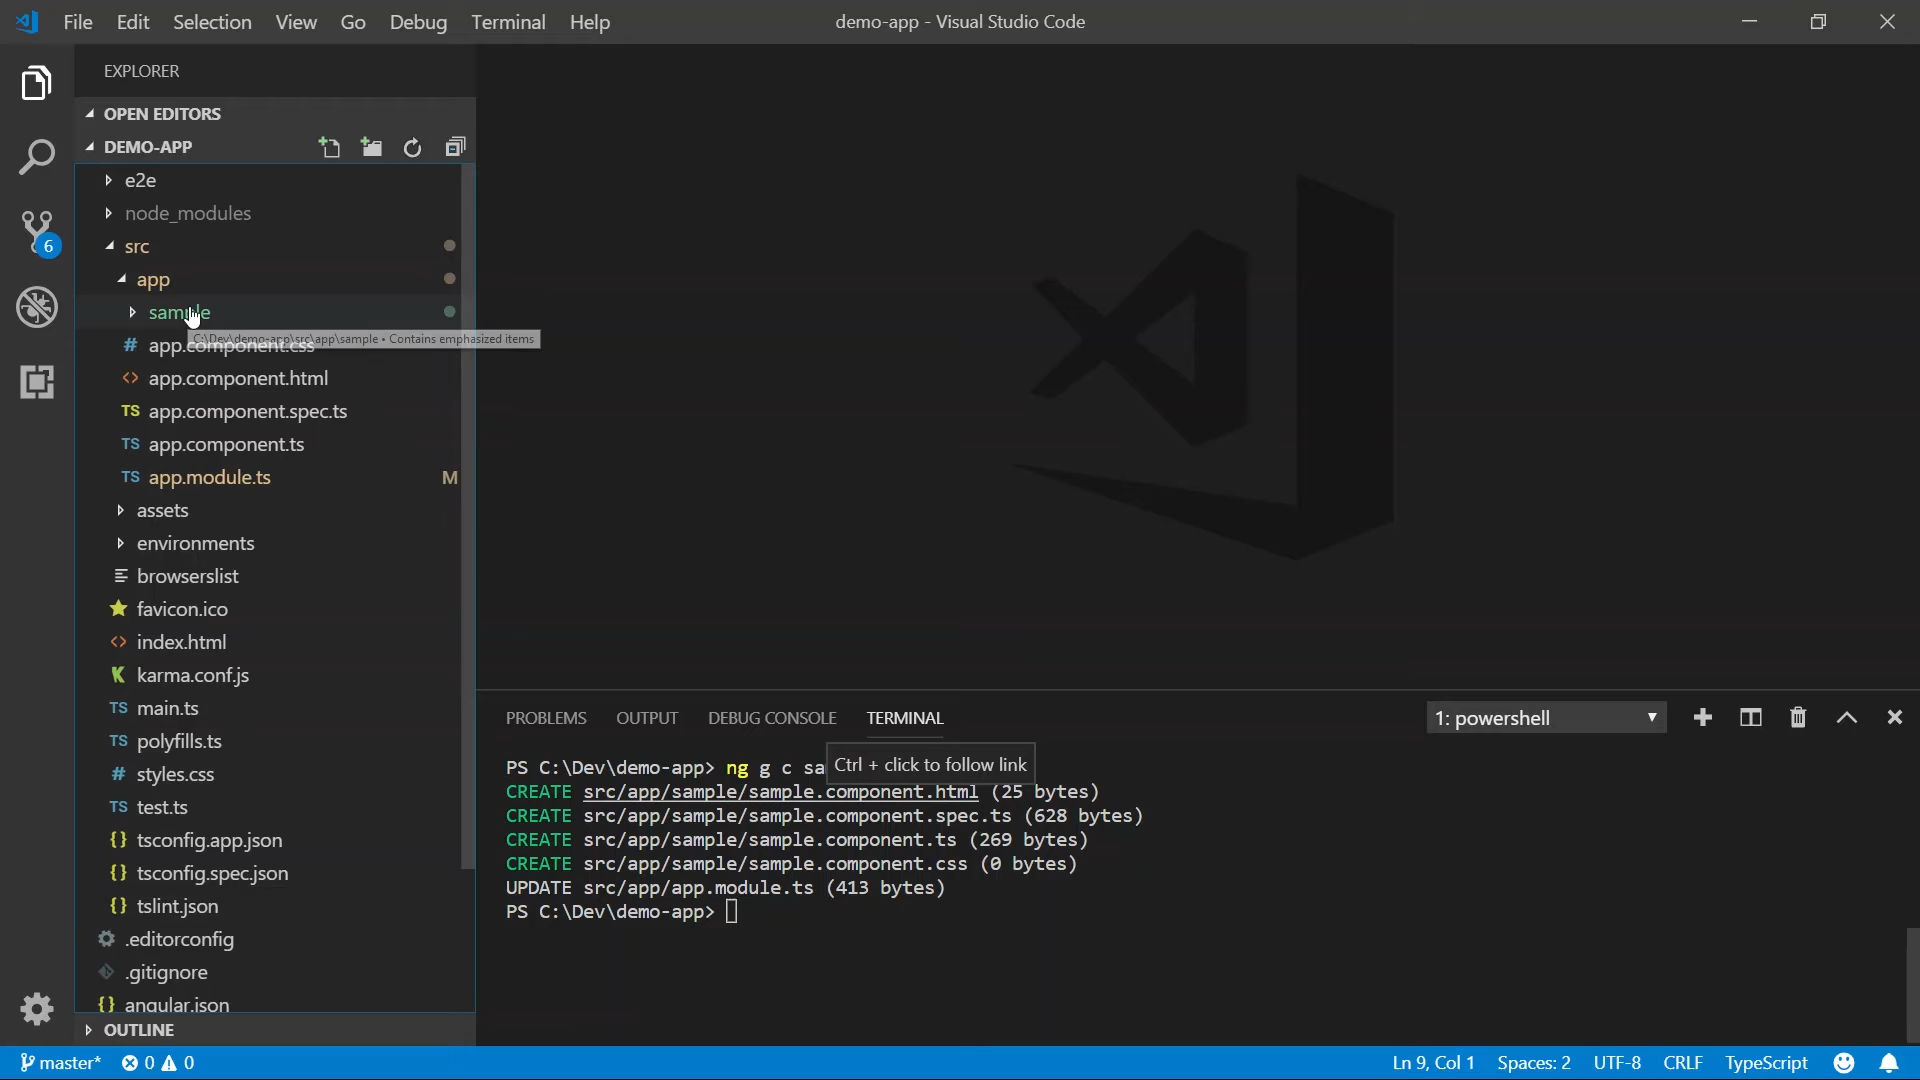 File Edit Selection View Go Debug Terminal Help
demo-app - Visual Studio Code
EXPLORER
OPEN EDITORS
DEMO-APP
e2e
node_modules
src
app
sample
C:\Dev\demo-app\src\app\sample • Contains emphasized items
# app.component.css
<> app.component.html
TS app.component.spec.ts
TS app.component.ts
TS app.module.ts M
assets
environments
browserslist
favicon.ico
<> index.html
K karma.conf.js
TS main.ts
TS polyfills.ts
# styles.css
TS test.ts
{} tsconfig.app.json
{} tsconfig.spec.json
{} tslint.json
.editorconfig
.gitignore
{} angular.json
OUTLINE
6
PROBLEMS OUTPUT DEBUG CONSOLE TERMINAL
1: powershell
PS C:\Dev\demo-app> ng g c sa
Ctrl + click to follow link
CREATE src/app/sample/sample.component.html (25 bytes)
CREATE src/app/sample/sample.component.spec.ts (628 bytes)
CREATE src/app/sample/sample.component.ts (269 bytes)
CREATE src/app/sample/sample.component.css (0 bytes)
UPDATE src/app/app.module.ts (413 bytes)
PS C:\Dev\demo-app>
master* 0 0
Ln 9, Col 1 Spaces: 2 UTF-8 CRLF TypeScript